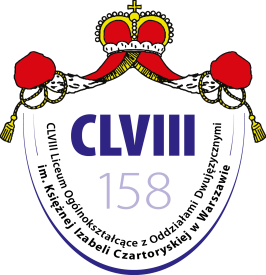 CLVIII
158
CLVIII Liceum Ogólnokształcące z Oddziałami Dwujęzycznymi
im. Księżnej Izabeli Czartoryskiej w Warszawie